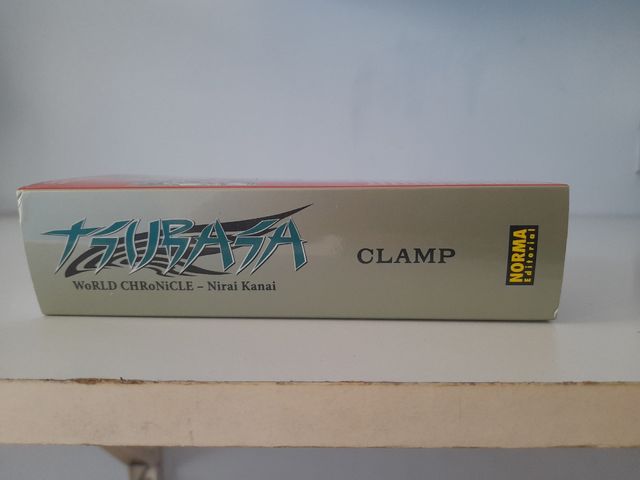 TSUBASA
WoRLD CHRoNiCLE – Nirai Kanai
CLAMP
NORMA
Editorial